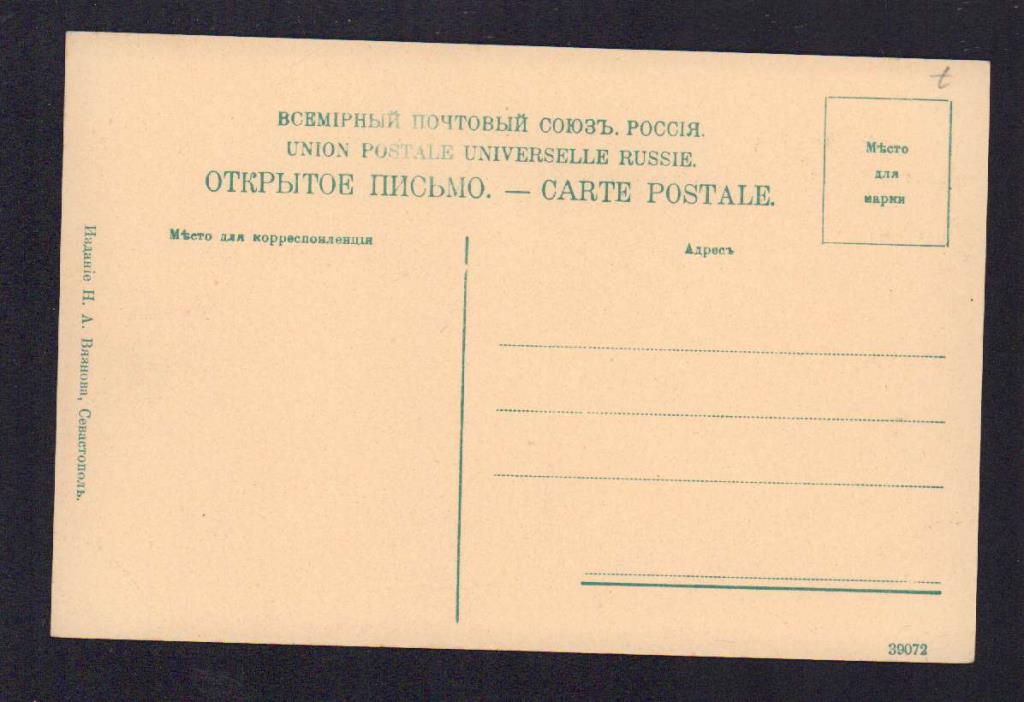 ВСЕМІРНЫЙ ПОЧТОВЫЙ СОЮЗЪ. РОССІЯ.
UNION POSTALE UNIVERSELLE RUSSIE.
ОТКРЫТОЕ ПИСЬМО. — CARTE POSTALE.
Мѣсто
для
марки
Мѣсто для корреспонденціи
Адресъ
Изданіе Н. А. Вязнова, Севастополь.
39072